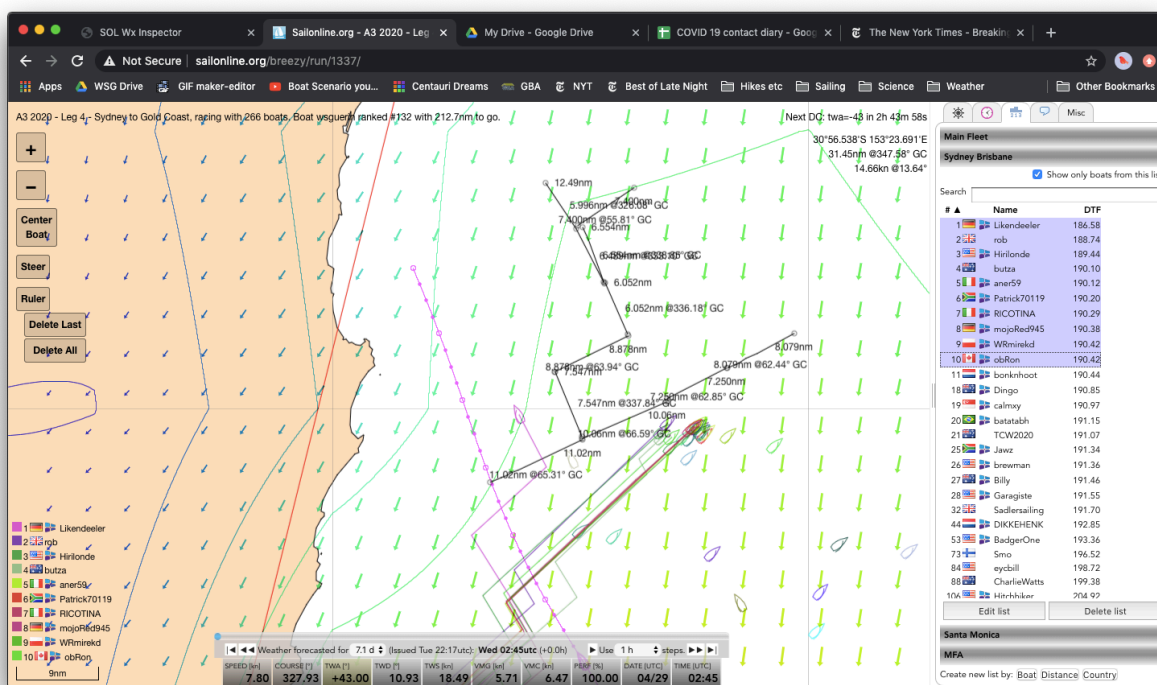 SOL Wx Inspector
Sailonline.org - A3 2020 - Leg
My Drive - Google Drive
COVID 19 contact diary - Goog
The New York Times - Breaking
Not Secure | sailonline.org/breezy/run/1337/
Apps WSG Drive GIF maker-editor Boat Scenario you... Centauri Dreams GBA NYT Best of Late Night Hikes etc Sailing Science Weather Other Bookmarks
A3 2020 - Leg 4 - Sydney to Gold Coast, racing with 266 boats. Boat wsguerin ranked #132 with 212.7nm to go.
Next DC: twa=-43 in 2h 43m 58s
30°56.538'S 153°23.691'E
31.45nm @347.58° GC
14.66kn @13.64°
+
−
Center
Boat
Steer
Ruler
Delete Last
Delete All
12.49nm
7.400nm
7.400nm @55.81° GC
6.554nm
6.052nm
6.052nm @336.18° GC
8.878nm
8.878nm @63.94° GC
7.547nm
7.547nm @337.84° GC
8.079nm
8.079nm @62.44° GC
7.250nm
7.250nm @62.85° GC
10.06nm
10.06nm @66.59° GC
11.02nm
11.02nm @65.31° GC
1 Likendeeler
2 rob
3 Hirilonde
4 butza
5 aner59
6 Patrick70119
7 RICOTINA
8 mojoRed945
9 WRmirekd
10 obRon
9nm
Weather forecasted for 7.1 d (Issued Tue 22:17utc): Wed 02:45utc (+0.0h) Use 1 h steps.
SPEED [kn] COURSE [°] TWA [°] TWD [°] TWS [kn] VMG [kn] VMC [kn] PERF [%] DATE [UTC] TIME [UTC]
7.80 327.93 +43.00 10.93 18.49 5.71 6.47 100.00 04/29 02:45
Misc
Main Fleet
Sydney Brisbane
Show only boats from this lis
Search
# ▲ Name DTF
1 Likendeeler 186.58
2 rob 188.74
3 Hirilonde 189.44
4 butza 190.10
5 aner59 190.12
6 Patrick70119 190.20
7 RICOTINA 190.29
8 mojoRed945 190.38
9 WRmirekd 190.42
10 obRon 190.42
11 bonknhoot 190.44
18 Dingo 190.85
19 calmxy 190.97
20 batatabh 191.15
21 TCW2020 191.07
25 Jawz 191.34
26 brewman 191.36
27 Billy 191.46
28 Garagiste 191.55
32 Sadlersailing 191.70
44 DIKKEHENK 192.85
53 BadgerOne 193.36
73 Smo 196.52
84 eycbill 198.72
88 CharlieWatts 199.38
106 Hitchhiker 204.92
Edit list Delete list
Santa Monica
MFA
Create new list by: Boat Distance Country